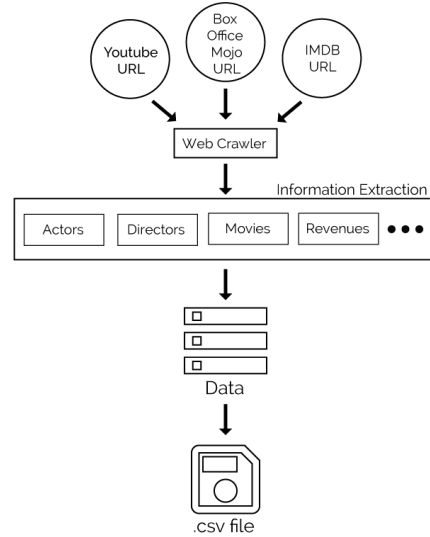 Youtube
URL
Box
Office
Mojo
URL
IMDB
URL
Web Crawler
Information Extraction
Actors
Directors
Movies
Revenues
Data
.csv file